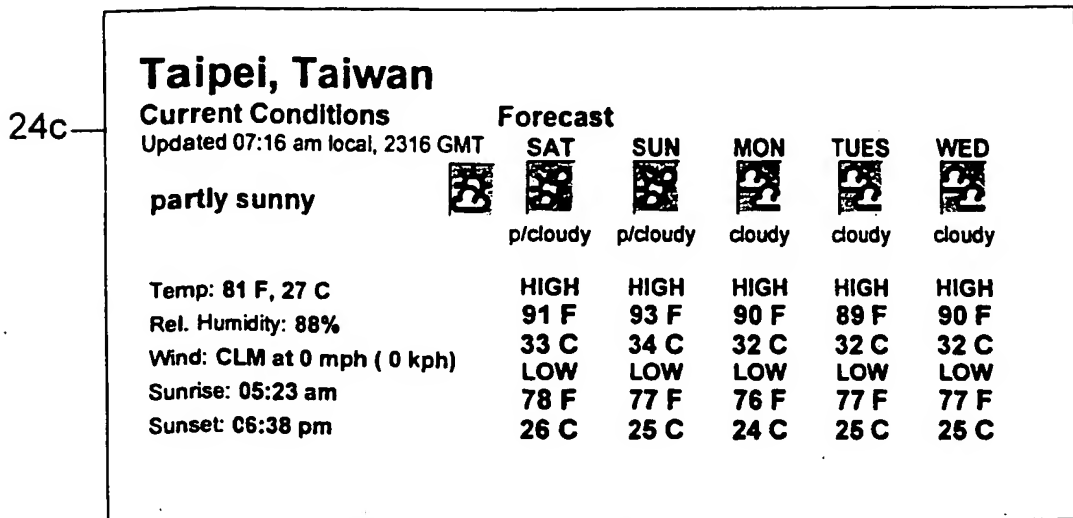 24c
Taipei, Taiwan
Current Conditions
Forecast
Updated 07:16 am local, 2316 GMT
SAT SUN MON TUES WED
partly sunny
p/cloudy p/cloudy cloudy cloudy cloudy
Temp: 81 F, 27 C
Rel. Humidity: 88%
Wind: CLM at 0 mph ( 0 kph)
Sunrise: 05:23 am
Sunset: 06:38 pm
HIGH HIGH HIGH HIGH HIGH
91 F 93 F 90 F 89 F 90 F
33 C 34 C 32 C 32 C 32 C
LOW LOW LOW LOW LOW
78 F 77 F 76 F 77 F 77 F
26 C 25 C 24 C 25 C 25 C